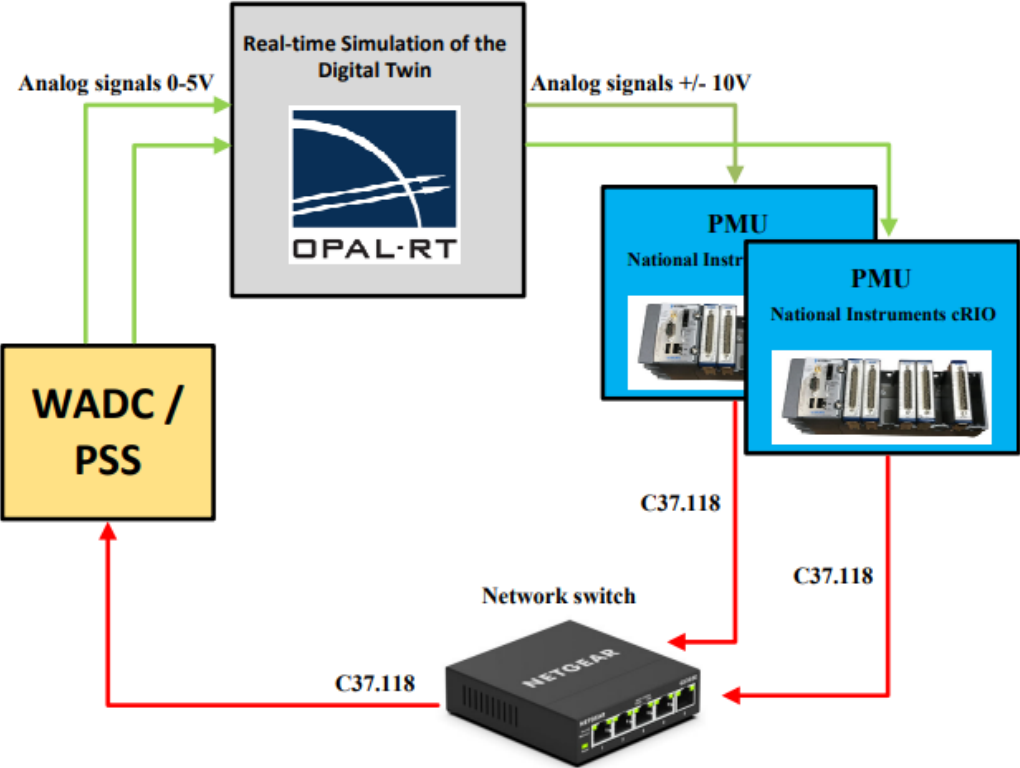 Real-time Simulation of the
Digital Twin
Analog signals 0-5V
Analog signals +/- 10V
OPAL-RT
PMU
National Instr
PMU
National Instruments cRIO
WADC /
PSS
C37.118
C37.118
Network switch
NETGEAR
C37.118
NETGEAR